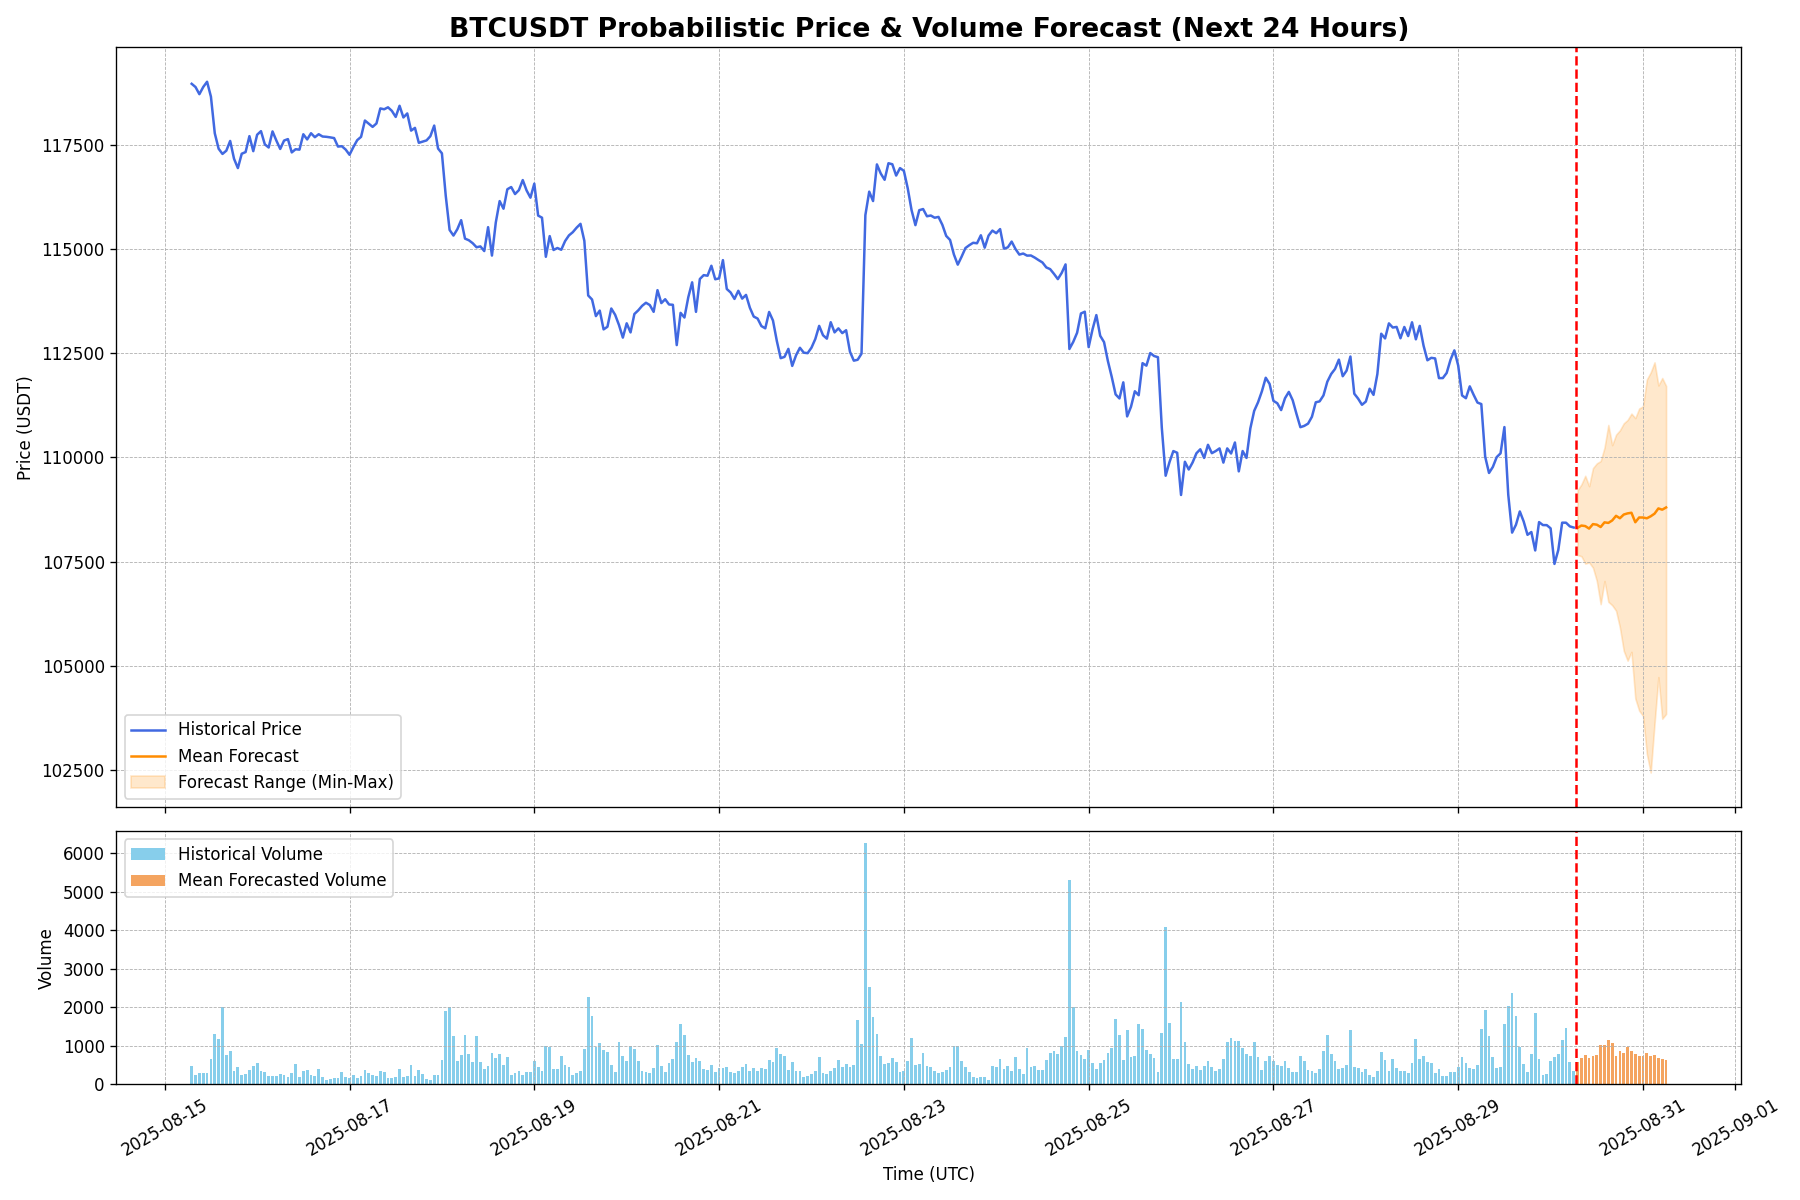 BTCUSDT Probabilistic Price & Volume Forecast (Next 24 Hours)
Price (USDT)
117500
115000
112500
110000
107500
105000
102500
Historical Price
Mean Forecast
Forecast Range (Min-Max)
Volume
6000
5000
4000
3000
2000
1000
0
Historical Volume
Mean Forecasted Volume
2025-08-15
2025-08-17
2025-08-19
2025-08-21
2025-08-23
2025-08-25
2025-08-27
2025-08-29
2025-08-31
2025-09-01
Time (UTC)